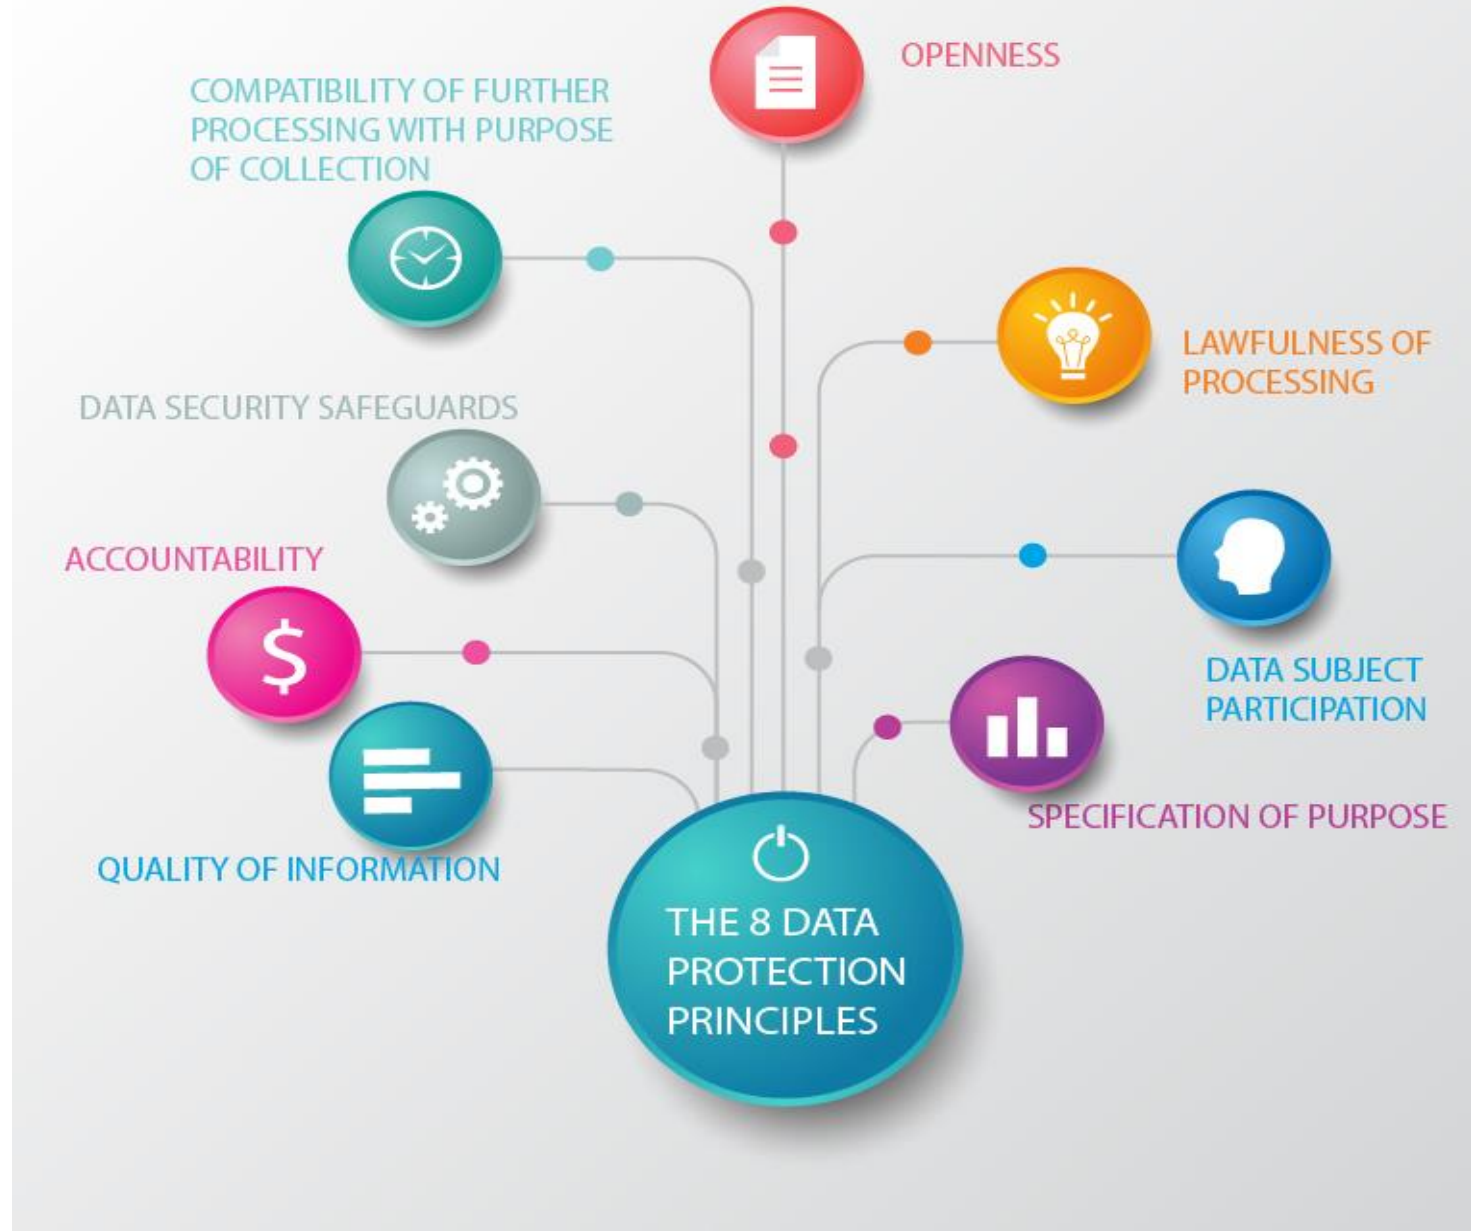 OPENNESS
COMPATIBILITY OF FURTHER
PROCESSING WITH PURPOSE
OF COLLECTION
LAWFULNESS OF
PROCESSING
DATA SECURITY SAFEGUARDS
ACCOUNTABILITY
$
DATA SUBJECT
PARTICIPATION
SPECIFICATION OF PURPOSE
QUALITY OF INFORMATION
THE 8 DATA
PROTECTION
PRINCIPLES